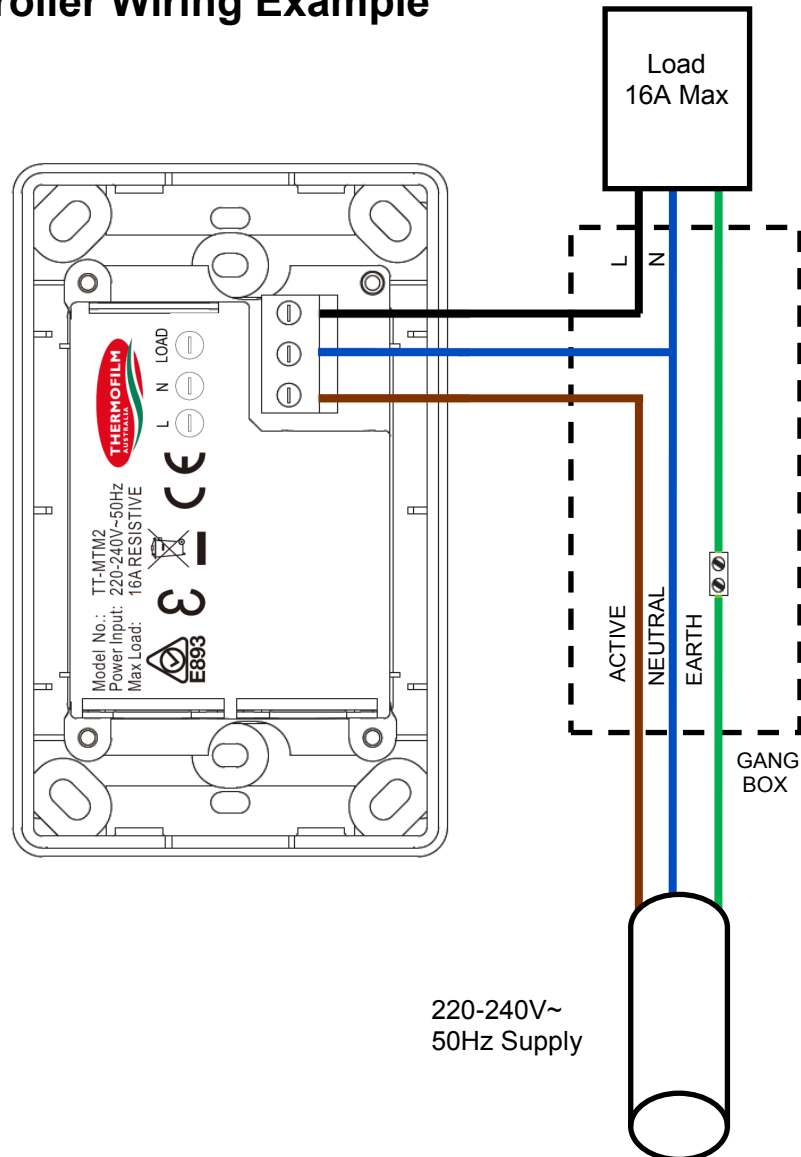 roller Wiring Example
Load
16A Max
L
N
THERMOFILM
AUSTRALIA
L N LOAD
Model No.: TT-MTM2
Power Input: 220-240V~50Hz
Max Load: 16A RESISTIVE
CE
E893
ACTIVE
NEUTRAL
EARTH
GANG
BOX
220-240V~
50Hz Supply